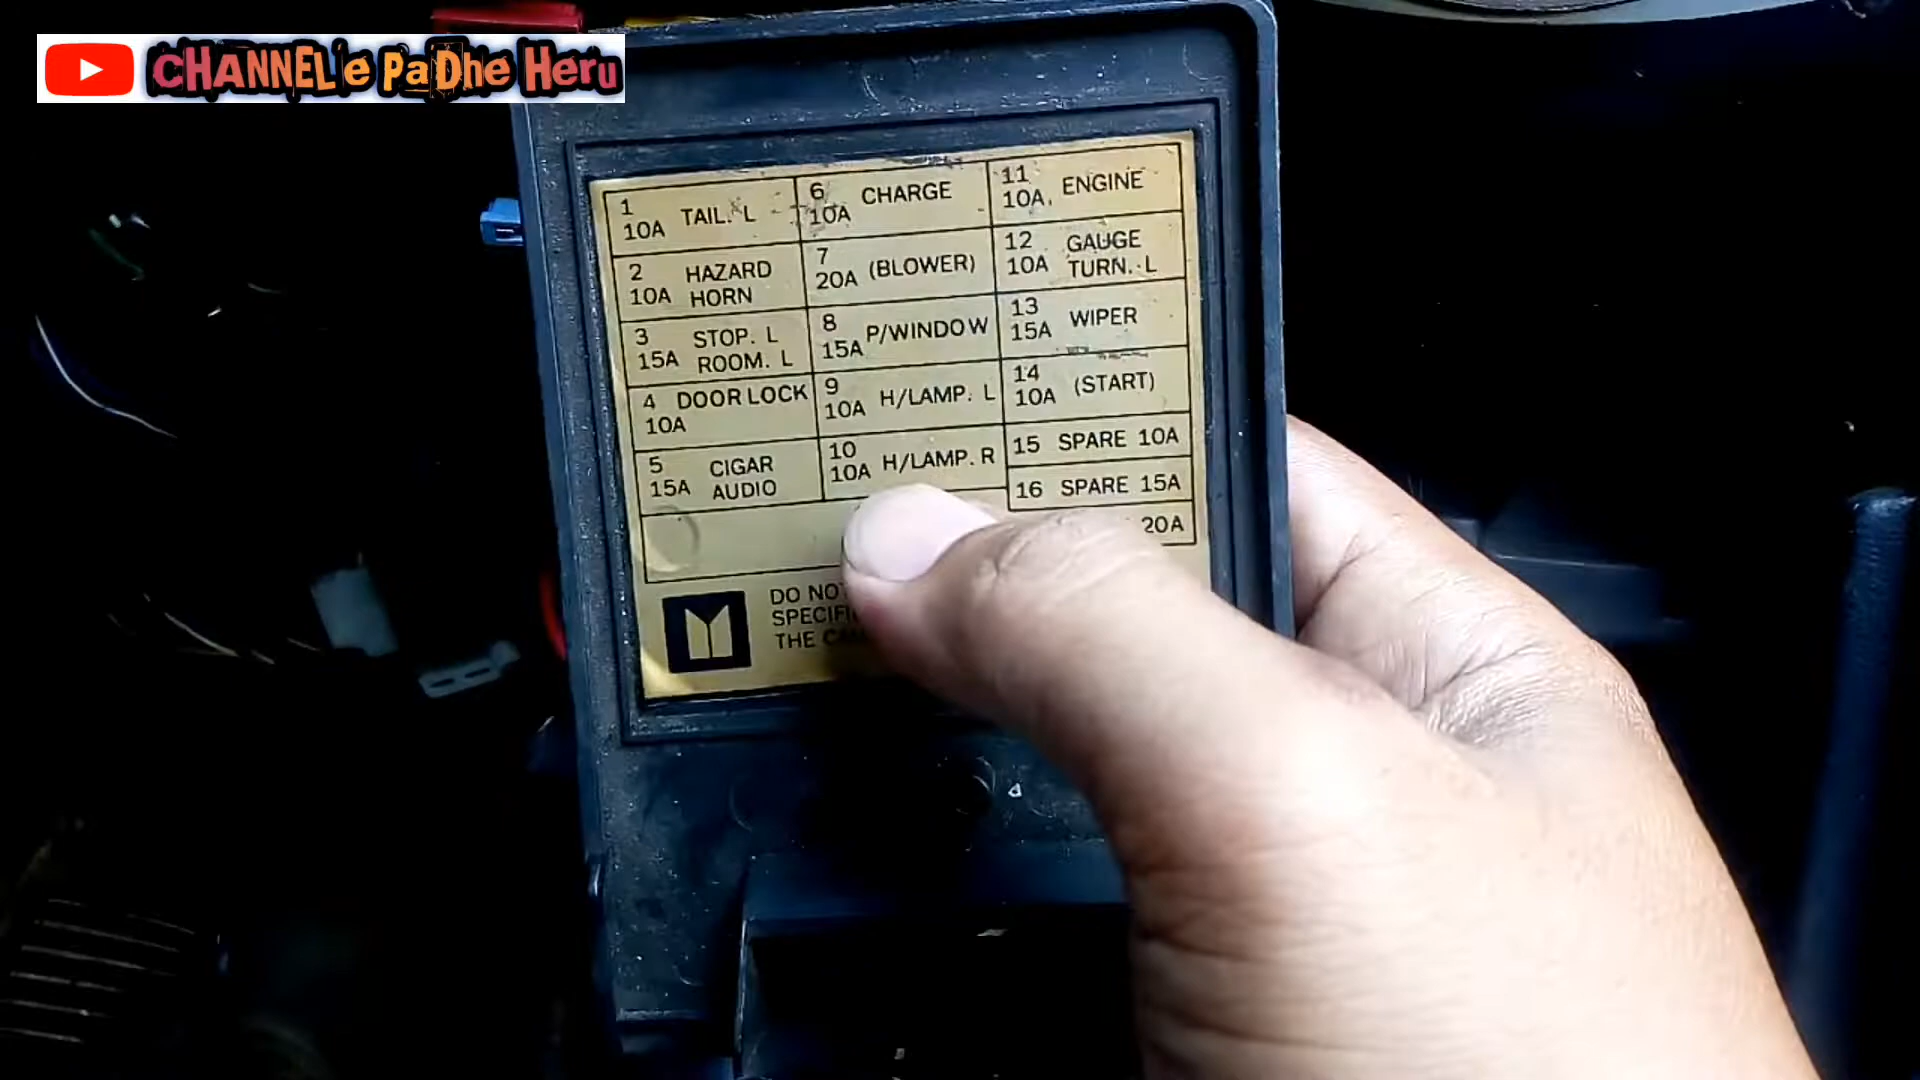 CHANNEL e PaDhe Heru
1
10A TAIL. L
2 HAZARD
10A HORN
3 STOP. L
15A ROOM. L
4 DOOR LOCK
10A
5 CIGAR
15A AUDIO
6
10A CHARGE
7
20A (BLOWER)
8
15A P/WINDOW
9
10A H/LAMP. L
10
10A H/LAMP. R
11
10A ENGINE
12 GAUGE
10A TURN. L
13
15A WIPER
14
10A (START)
15 SPARE 10A
16 SPARE 15A
20A
DO NOT
THE